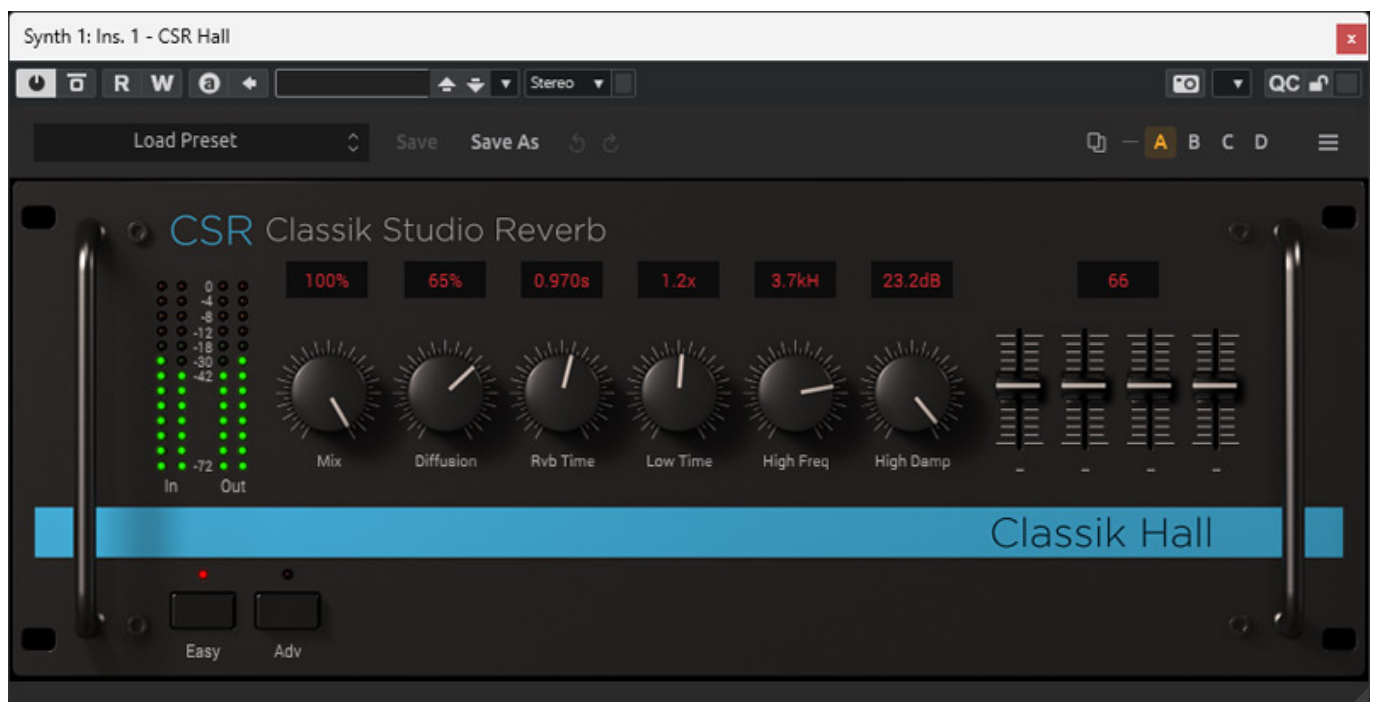 Synth 1: Ins. 1 - CSR Hall
x
R W a Stereo QC
Load Preset Save Save As A B C D
CSR Classik Studio Reverb
100% 65% 0.970s 1.2x 3.7kH 23.2dB 66
0
-4
-8
-12
-18
-30
-42
-72
In Out
Mix Diffusion Rvb Time Low Time High Freq High Damp - - - -
Classik Hall
Easy Adv